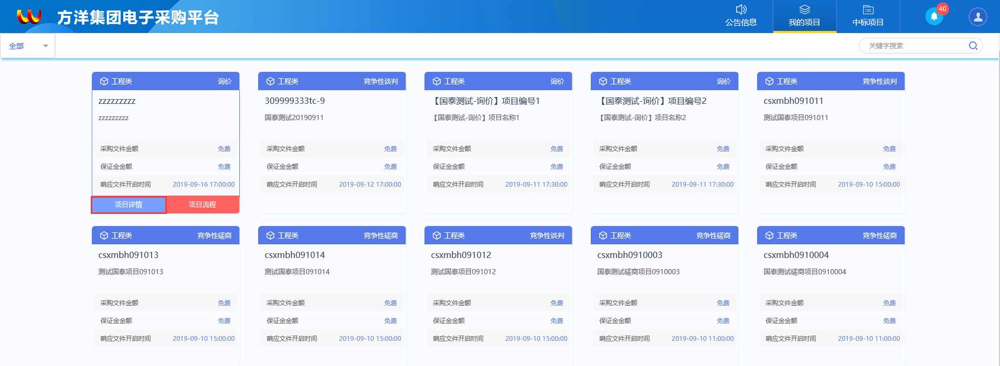 方洋集团电子采购平台
公告信息
我的项目
中标项目
40
全部
关键字搜索
工程类 询价
zzzzzzzzz
zzzzzzzzz
采购文件金额 免费
保证金金额 免费
响应文件开启时间 2019-09-16 17:00:00
项目详情 项目流程
工程类 竞争性谈判
309999333tc-9
国泰测试20190911
采购文件金额 免费
保证金金额 免费
响应文件开启时间 2019-09-12 17:00:00
工程类 询价
【国泰测试-询价】项目编号1
【国泰测试-询价】项目名称1
采购文件金额 免费
保证金金额 免费
响应文件开启时间 2019-09-11 17:30:00
工程类 询价
【国泰测试-询价】项目编号2
【国泰测试-询价】项目名称2
采购文件金额 免费
保证金金额 免费
响应文件开启时间 2019-09-11 17:30:00
工程类 竞争性谈判
csxmbh091011
测试国泰项目091011
采购文件金额 免费
保证金金额 免费
响应文件开启时间 2019-09-10 15:00:00
工程类 竞争性磋商
csxmbh091013
测试国泰项目091013
采购文件金额 免费
保证金金额 免费
响应文件开启时间 2019-09-10 15:00:00
工程类 竞争性磋商
csxmbh091014
测试国泰项目091014
采购文件金额 免费
保证金金额 免费
响应文件开启时间 2019-09-10 15:00:00
工程类 竞争性谈判
csxmbh091012
测试国泰项目091012
采购文件金额 免费
保证金金额 免费
响应文件开启时间 2019-09-10 15:00:00
工程类 竞争性磋商
csxmbh0910003
国泰测试磋商项目0910003
采购文件金额 免费
保证金金额 免费
响应文件开启时间 2019-09-10 11:00:00
工程类 竞争性磋商
csxmbh0910004
国泰测试磋商项目0910004
采购文件金额 免费
保证金金额 免费
响应文件开启时间 2019-09-10 11:00:00